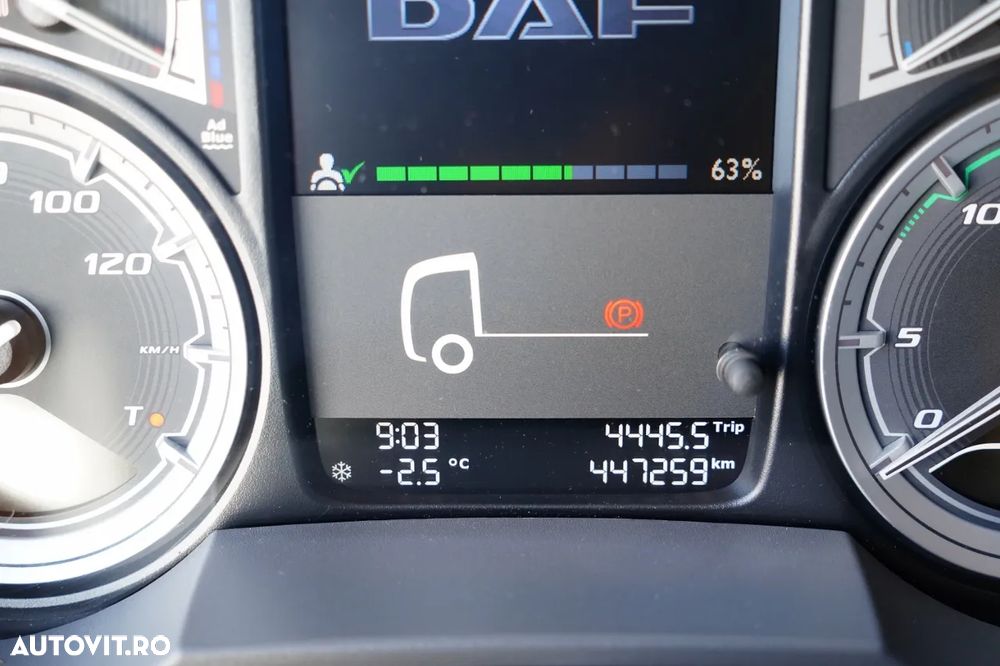 DAF
Ad
Blue
63%
100
120
KM/H
T
P
10
5
0
9:03
4445.5 Trip
-2.5 °C
447259 km
AUTOVIT.RO